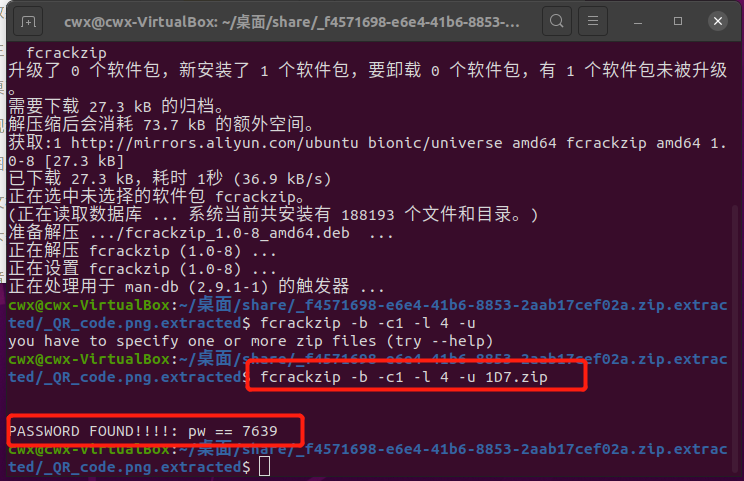 cwx@cwx-VirtualBox: ~/桌面/share/_f4571698-e6e4-41b6-8853-...
fcrackzip
升级了 0 个软件包，新安装了 1 个软件包，要卸载 0 个软件包，有 1 个软件包未被升级
。
需要下载 27.3 kB 的归档。
解压缩后会消耗 73.7 kB 的额外空间。
获取:1 http://mirrors.aliyun.com/ubuntu bionic/universe amd64 fcrackzip amd64 1.
0-8 [27.3 kB]
已下载 27.3 kB，耗时 1秒 (36.9 kB/s)
正在选中未选择的软件包 fcrackzip。
(正在读取数据库 ... 系统当前共安装有 188193 个文件和目录。)
准备解压 .../fcrackzip_1.0-8_amd64.deb  ...
正在解压 fcrackzip (1.0-8) ...
正在设置 fcrackzip (1.0-8) ...
正在处理用于 man-db (2.9.1-1) 的触发器 ...
cwx@cwx-VirtualBox:~/桌面/share/_f4571698-e6e4-41b6-8853-2aab17cef02a.zip.extrac
ted/_QR_code.png.extracted$ fcrackzip -b -c1 -l 4 -u
you have to specify one or more zip files (try --help)
cwx@cwx-VirtualBox:~/桌面/share/_f4571698-e6e4-41b6-8853-2aab17cef02a.zip.extrac
ted/_QR_code.png.extracted$ fcrackzip -b -c1 -l 4 -u 1D7.zip
PASSWORD FOUND!!!!: pw == 7639
cwx@cwx-VirtualBox:~/桌面/share/_f4571698-e6e4-41b6-8853-2aab17cef02a.zip.extrac
ted/_QR_code.png.extracted$